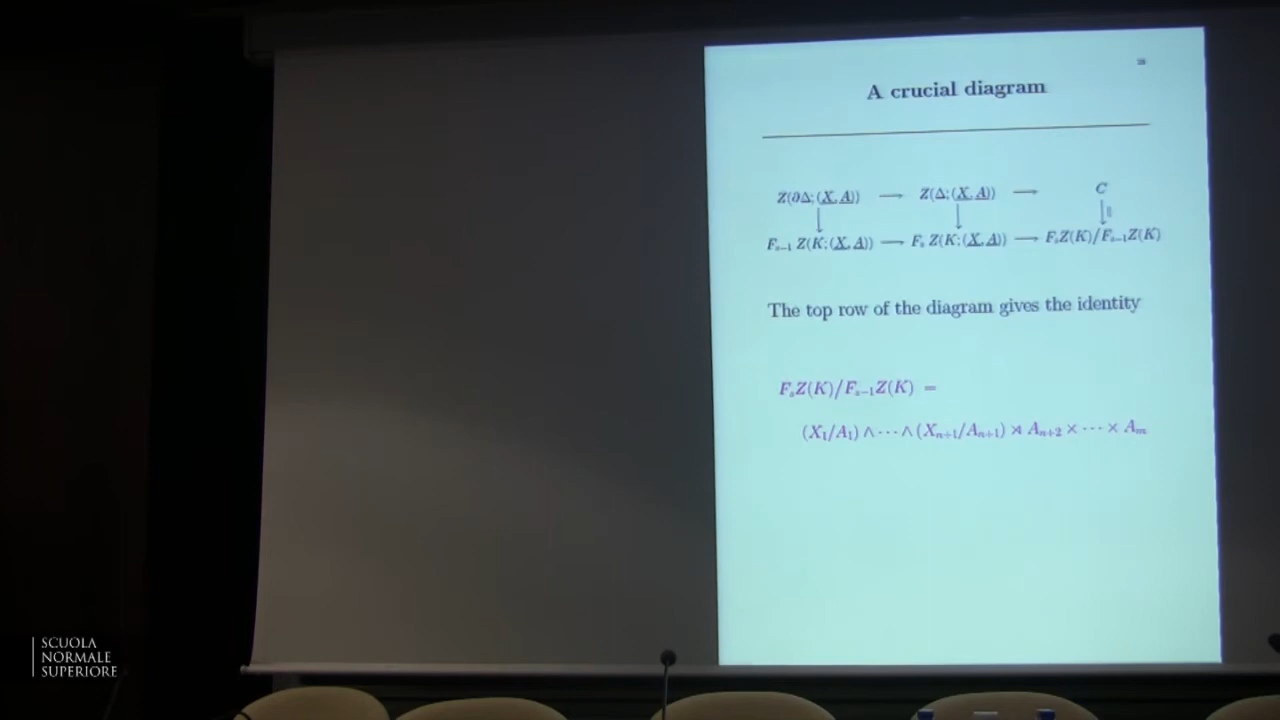 A crucial diagram
Z(∂Δ; (X, A)) → Z(Δ; (X, A)) → C
F_{s−1} Z(K; (X, A)) → F_s Z(K; (X, A)) → F_sZ(K)/F_{s−1}Z(K)
The top row of the diagram gives the identity
F_sZ(K)/F_{s−1}Z(K) =
(X_1/A_1) ∧ ⋯ ∧ (X_{n+1}/A_{n+1}) ⋊ A_{n+2} × ⋯ × A_m
SCUOLA
NORMALE
SUPERIORE